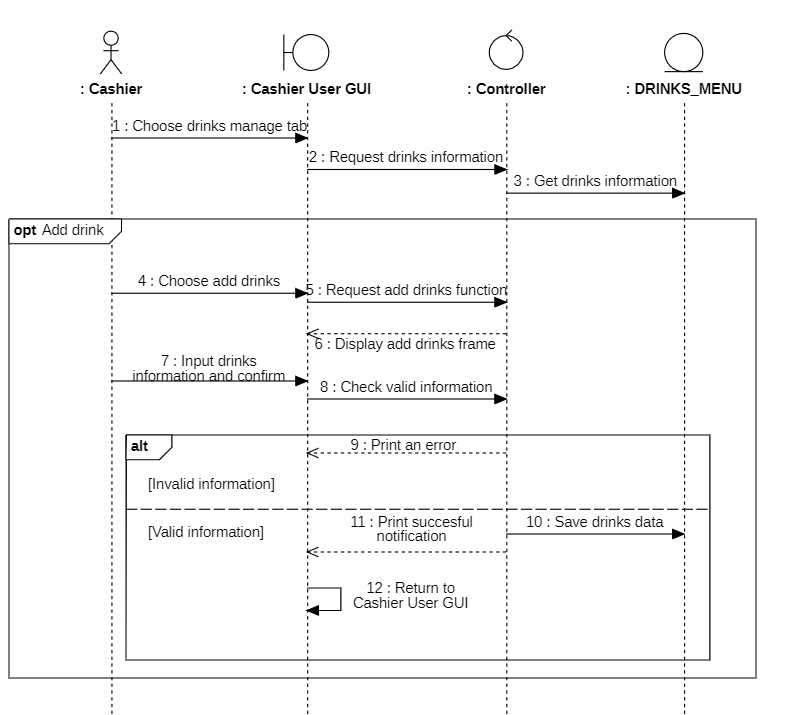 : Cashier
: Cashier User GUI
: Controller
: DRINKS_MENU
1 : Choose drinks manage tab
2 : Request drinks information
3 : Get drinks information
opt Add drink
4 : Choose add drinks
5 : Request add drinks function
6 : Display add drinks frame
7 : Input drinks
information and confirm
8 : Check valid information
alt
9 : Print an error
[Invalid information]
[Valid information]
11 : Print succesful
notification
10 : Save drinks data
12 : Return to
Cashier User GUI